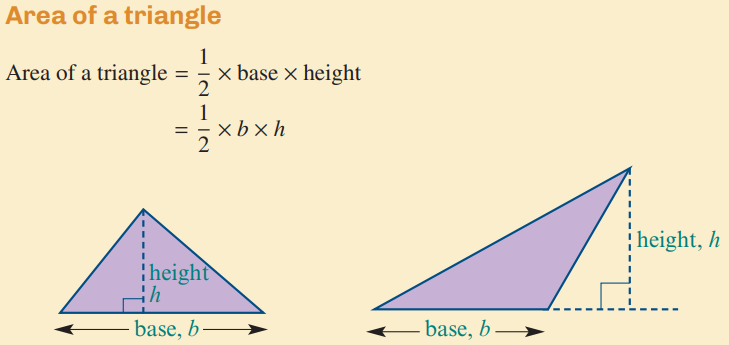 Area of a triangle
Area of a triangle = 1/2 × base × height
= 1/2 × b × h
height
h
base, b
height, h
base, b